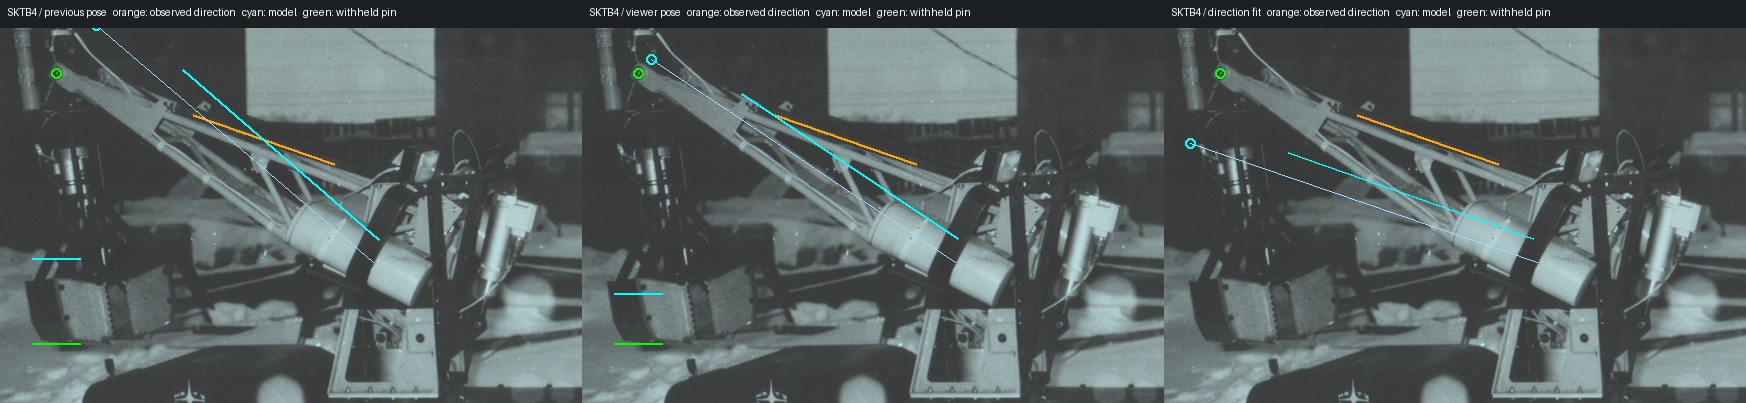 SKTB4 / previous pose orange: observed direction cyan: model green: withheld pin
SKTB4 / viewer pose orange: observed direction cyan: model green: withheld pin
SKTB4 / direction fit orange: observed direction cyan: model green: withheld pin